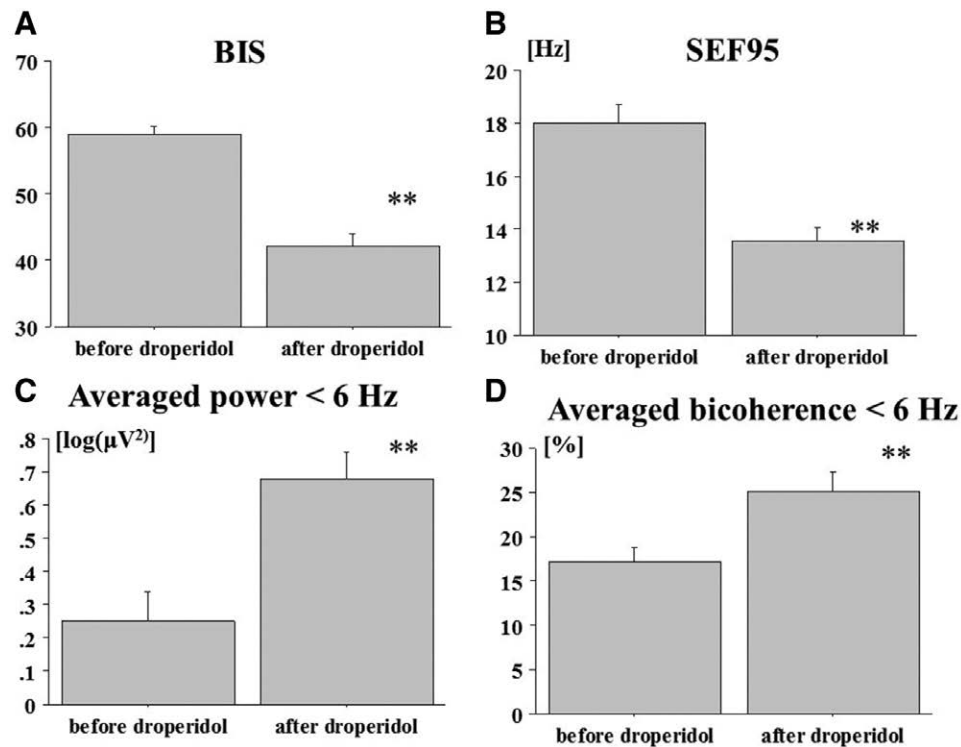 A
BIS
70
60
50
40
30
**
before droperidol
after droperidol
B
[Hz]
SEF95
20
18
16
14
12
10
**
before droperidol
after droperidol
C
Averaged power < 6 Hz
[log(μV²)]
.8
.7
.6
.5
.4
.3
.2
.1
0
**
before droperidol
after droperidol
D
Averaged bicoherence < 6 Hz
[%]
30
25
20
15
10
5
0
**
before droperidol
after droperidol